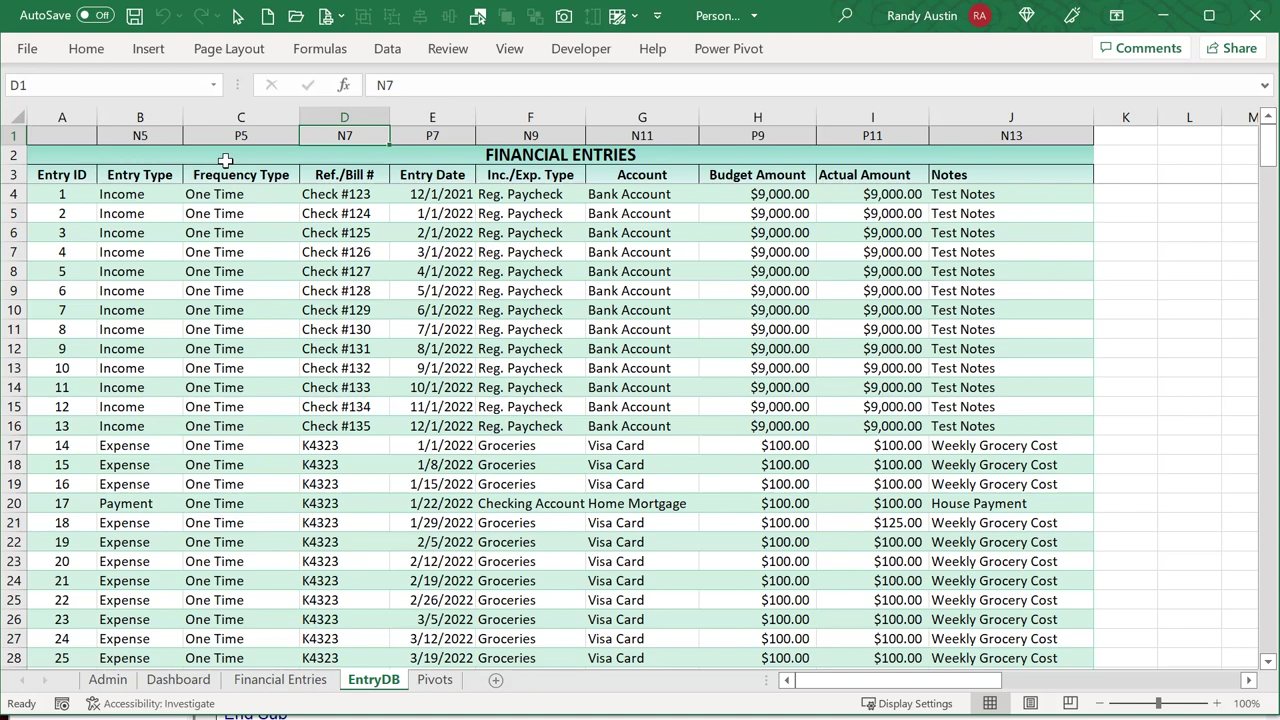 AutoSave Off Person... Randy Austin RA
File Home Insert Page Layout Formulas Data Review View Developer Help Power Pivot Comments Share
D1 fx N7
A B C D E F G H I J K L M
1 N5 P5 N7 P7 N9 N11 P9 P11 N13
2 FINANCIAL ENTRIES
3 Entry ID Entry Type Frequency Type Ref./Bill # Entry Date Inc./Exp. Type Account Budget Amount Actual Amount Notes
4 1 Income One Time Check #123 12/1/2021 Reg. Paycheck Bank Account $9,000.00 $9,000.00 Test Notes
5 2 Income One Time Check #124 1/1/2022 Reg. Paycheck Bank Account $9,000.00 $9,000.00 Test Notes
6 3 Income One Time Check #125 2/1/2022 Reg. Paycheck Bank Account $9,000.00 $9,000.00 Test Notes
7 4 Income One Time Check #126 3/1/2022 Reg. Paycheck Bank Account $9,000.00 $9,000.00 Test Notes
8 5 Income One Time Check #127 4/1/2022 Reg. Paycheck Bank Account $9,000.00 $9,000.00 Test Notes
9 6 Income One Time Check #128 5/1/2022 Reg. Paycheck Bank Account $9,000.00 $9,000.00 Test Notes
10 7 Income One Time Check #129 6/1/2022 Reg. Paycheck Bank Account $9,000.00 $9,000.00 Test Notes
11 8 Income One Time Check #130 7/1/2022 Reg. Paycheck Bank Account $9,000.00 $9,000.00 Test Notes
12 9 Income One Time Check #131 8/1/2022 Reg. Paycheck Bank Account $9,000.00 $9,000.00 Test Notes
13 10 Income One Time Check #132 9/1/2022 Reg. Paycheck Bank Account $9,000.00 $9,000.00 Test Notes
14 11 Income One Time Check #133 10/1/2022 Reg. Paycheck Bank Account $9,000.00 $9,000.00 Test Notes
15 12 Income One Time Check #134 11/1/2022 Reg. Paycheck Bank Account $9,000.00 $9,000.00 Test Notes
16 13 Income One Time Check #135 12/1/2022 Reg. Paycheck Bank Account $9,000.00 $9,000.00 Test Notes
17 14 Expense One Time K4323 1/1/2022 Groceries Visa Card $100.00 $100.00 Weekly Grocery Cost
18 15 Expense One Time K4323 1/8/2022 Groceries Visa Card $100.00 $100.00 Weekly Grocery Cost
19 16 Expense One Time K4323 1/15/2022 Groceries Visa Card $100.00 $100.00 Weekly Grocery Cost
20 17 Payment One Time K4323 1/22/2022 Checking Account Home Mortgage $100.00 $100.00 House Payment
21 18 Expense One Time K4323 1/29/2022 Groceries Visa Card $100.00 $125.00 Weekly Grocery Cost
22 19 Expense One Time K4323 2/5/2022 Groceries Visa Card $100.00 $100.00 Weekly Grocery Cost
23 20 Expense One Time K4323 2/12/2022 Groceries Visa Card $100.00 $100.00 Weekly Grocery Cost
24 21 Expense One Time K4323 2/19/2022 Groceries Visa Card $100.00 $100.00 Weekly Grocery Cost
25 22 Expense One Time K4323 2/26/2022 Groceries Visa Card $100.00 $100.00 Weekly Grocery Cost
26 23 Expense One Time K4323 3/5/2022 Groceries Visa Card $100.00 $100.00 Weekly Grocery Cost
27 24 Expense One Time K4323 3/12/2022 Groceries Visa Card $100.00 $100.00 Weekly Grocery Cost
28 25 Expense One Time K4323 3/19/2022 Groceries Visa Card $100.00 $100.00 Weekly Grocery Cost
Admin Dashboard Financial Entries EntryDB Pivots
Ready Accessibility: Investigate Display Settings 100%
End Sub